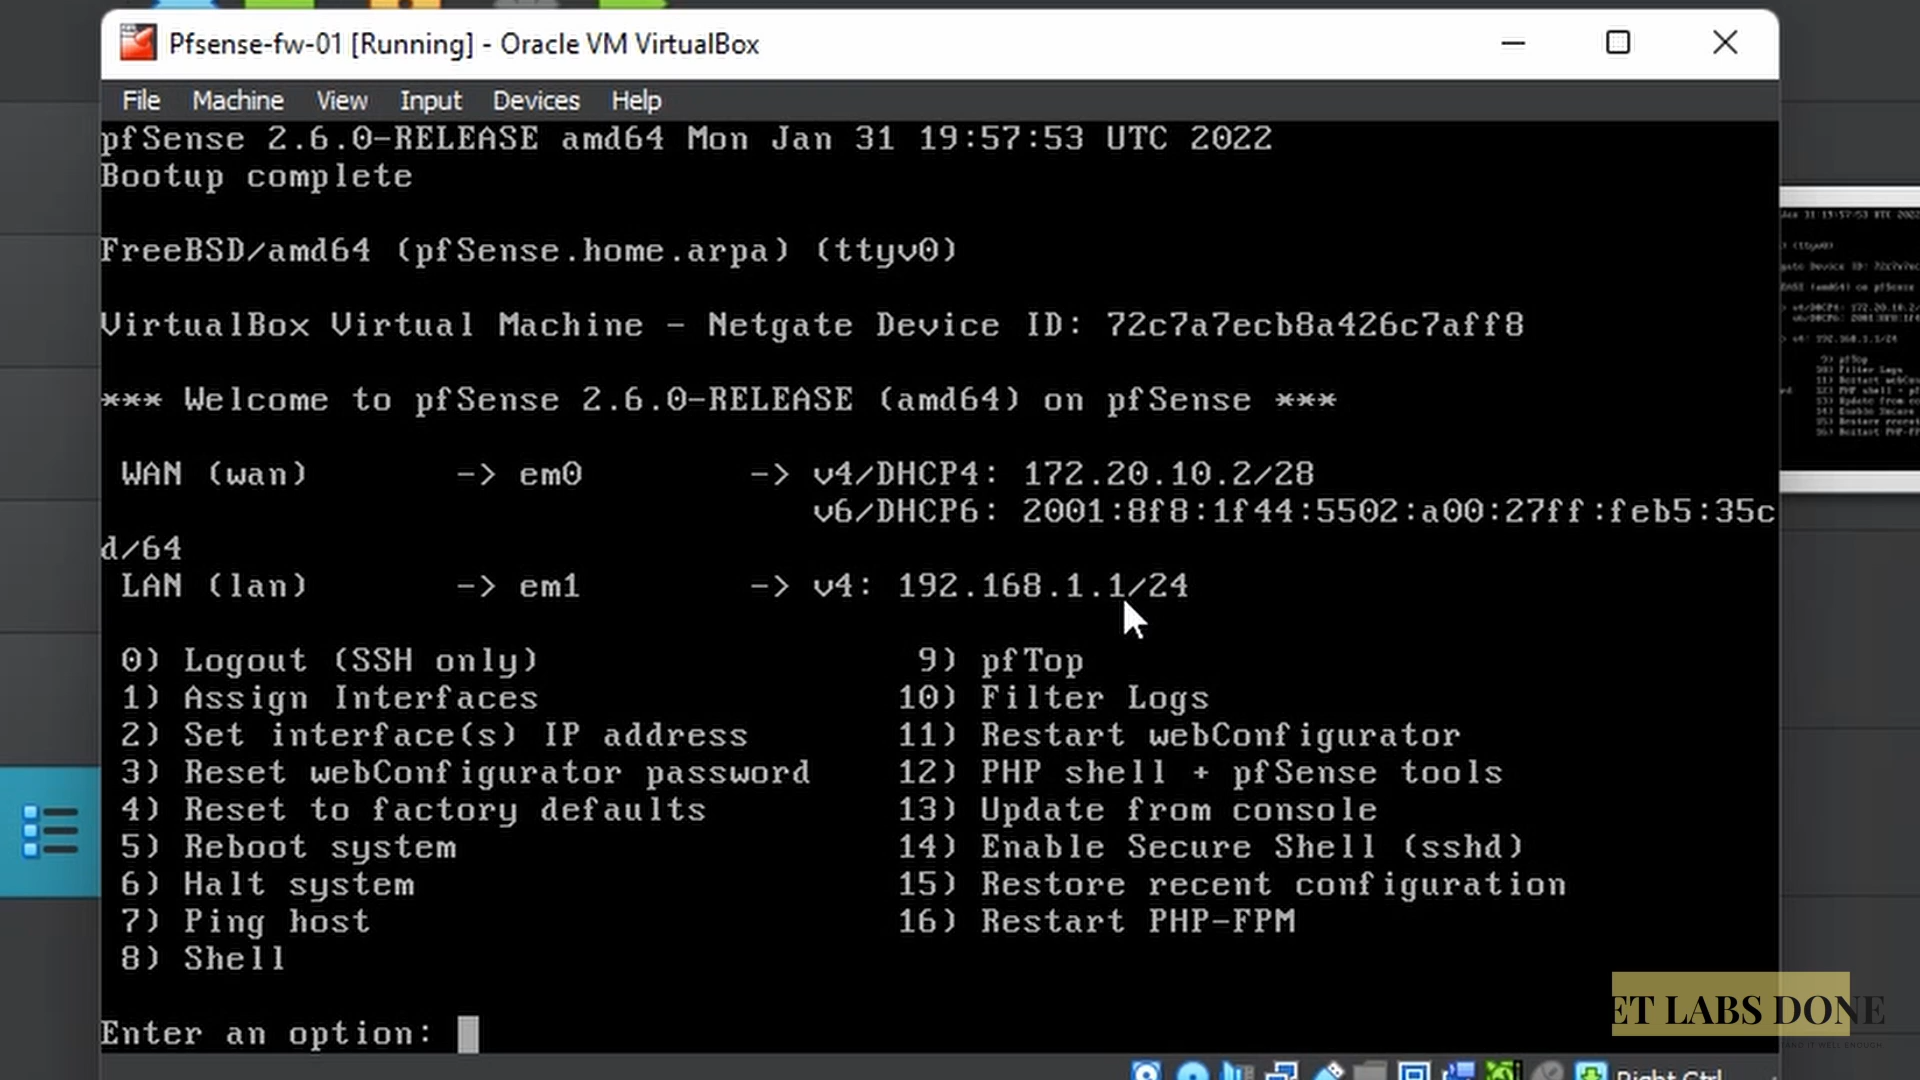 Pfsense-fw-01 [Running] - Oracle VM VirtualBox
File Machine View Input Devices Help
pfSense 2.6.0-RELEASE amd64 Mon Jan 31 19:57:53 UTC 2022
Bootup complete
FreeBSD/amd64 (pfSense.home.arpa) (ttyv0)
VirtualBox Virtual Machine - Netgate Device ID: 72c7a7ecb8a426c7aff8
*** Welcome to pfSense 2.6.0-RELEASE (amd64) on pfSense ***
WAN (wan) -> em0 -> v4/DHCP4: 172.20.10.2/28
v6/DHCP6: 2001:8f8:1f44:5502:a00:27ff:feb5:35c
d/64
LAN (lan) -> em1 -> v4: 192.168.1.1/24
0) Logout (SSH only) 9) pfTop
1) Assign Interfaces 10) Filter Logs
2) Set interface(s) IP address 11) Restart webConfigurator
3) Reset webConfigurator password 12) PHP shell + pfSense tools
4) Reset to factory defaults 13) Update from console
5) Reboot system 14) Enable Secure Shell (sshd)
6) Halt system 15) Restore recent configuration
7) Ping host 16) Restart PHP-FPM
8) Shell
Enter an option:
ET LABS DONE
Right Ctrl